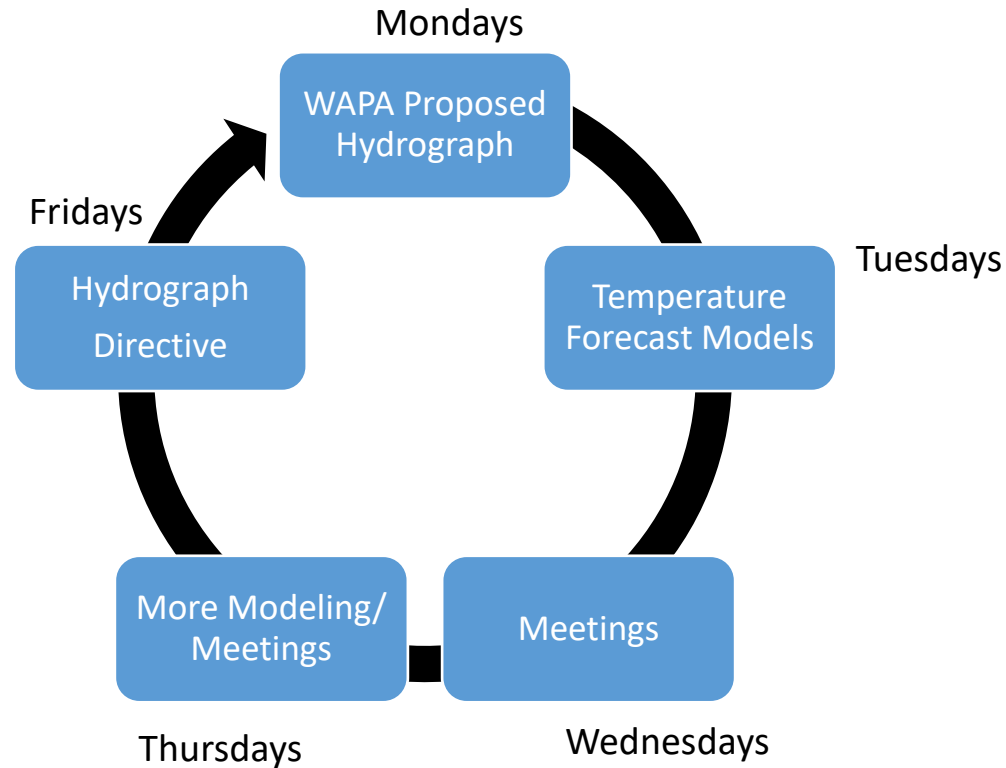 Mondays
WAPA Proposed
Hydrograph
Tuesdays
Temperature
Forecast Models
Wednesdays
Meetings
Thursdays
More Modeling/
Meetings
Fridays
Hydrograph
Directive